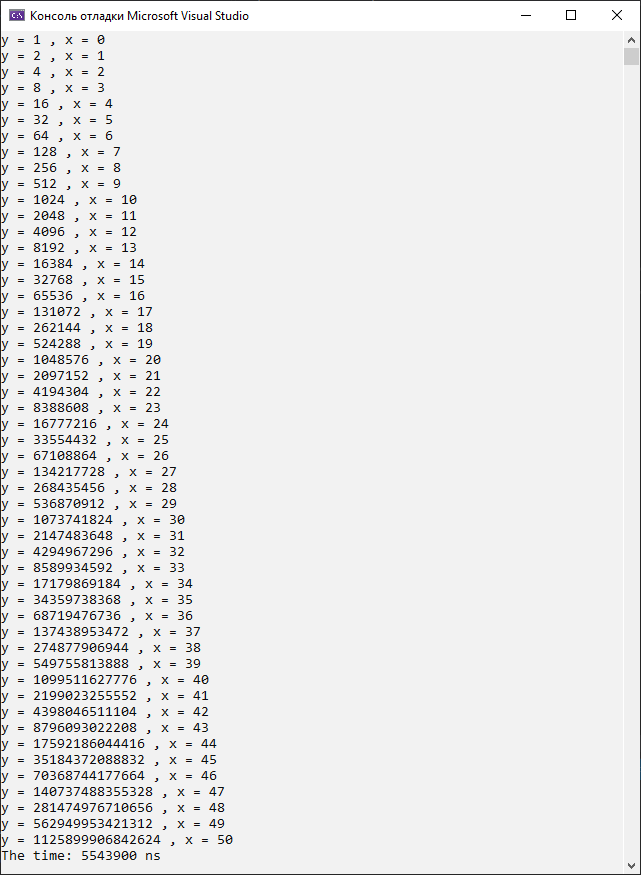 Консоль отладки Microsoft Visual Studio
y = 1 , x = 0
y = 2 , x = 1
y = 4 , x = 2
y = 8 , x = 3
y = 16 , x = 4
y = 32 , x = 5
y = 64 , x = 6
y = 128 , x = 7
y = 256 , x = 8
y = 512 , x = 9
y = 1024 , x = 10
y = 2048 , x = 11
y = 4096 , x = 12
y = 8192 , x = 13
y = 16384 , x = 14
y = 32768 , x = 15
y = 65536 , x = 16
y = 131072 , x = 17
y = 262144 , x = 18
y = 524288 , x = 19
y = 1048576 , x = 20
y = 2097152 , x = 21
y = 4194304 , x = 22
y = 8388608 , x = 23
y = 16777216 , x = 24
y = 33554432 , x = 25
y = 67108864 , x = 26
y = 134217728 , x = 27
y = 268435456 , x = 28
y = 536870912 , x = 29
y = 1073741824 , x = 30
y = 2147483648 , x = 31
y = 4294967296 , x = 32
y = 8589934592 , x = 33
y = 17179869184 , x = 34
y = 34359738368 , x = 35
y = 68719476736 , x = 36
y = 137438953472 , x = 37
y = 274877906944 , x = 38
y = 549755813888 , x = 39
y = 1099511627776 , x = 40
y = 2199023255552 , x = 41
y = 4398046511104 , x = 42
y = 8796093022208 , x = 43
y = 17592186044416 , x = 44
y = 35184372088832 , x = 45
y = 70368744177664 , x = 46
y = 140737488355328 , x = 47
y = 281474976710656 , x = 48
y = 562949953421312 , x = 49
y = 1125899906842624 , x = 50
The time: 5543900 ns